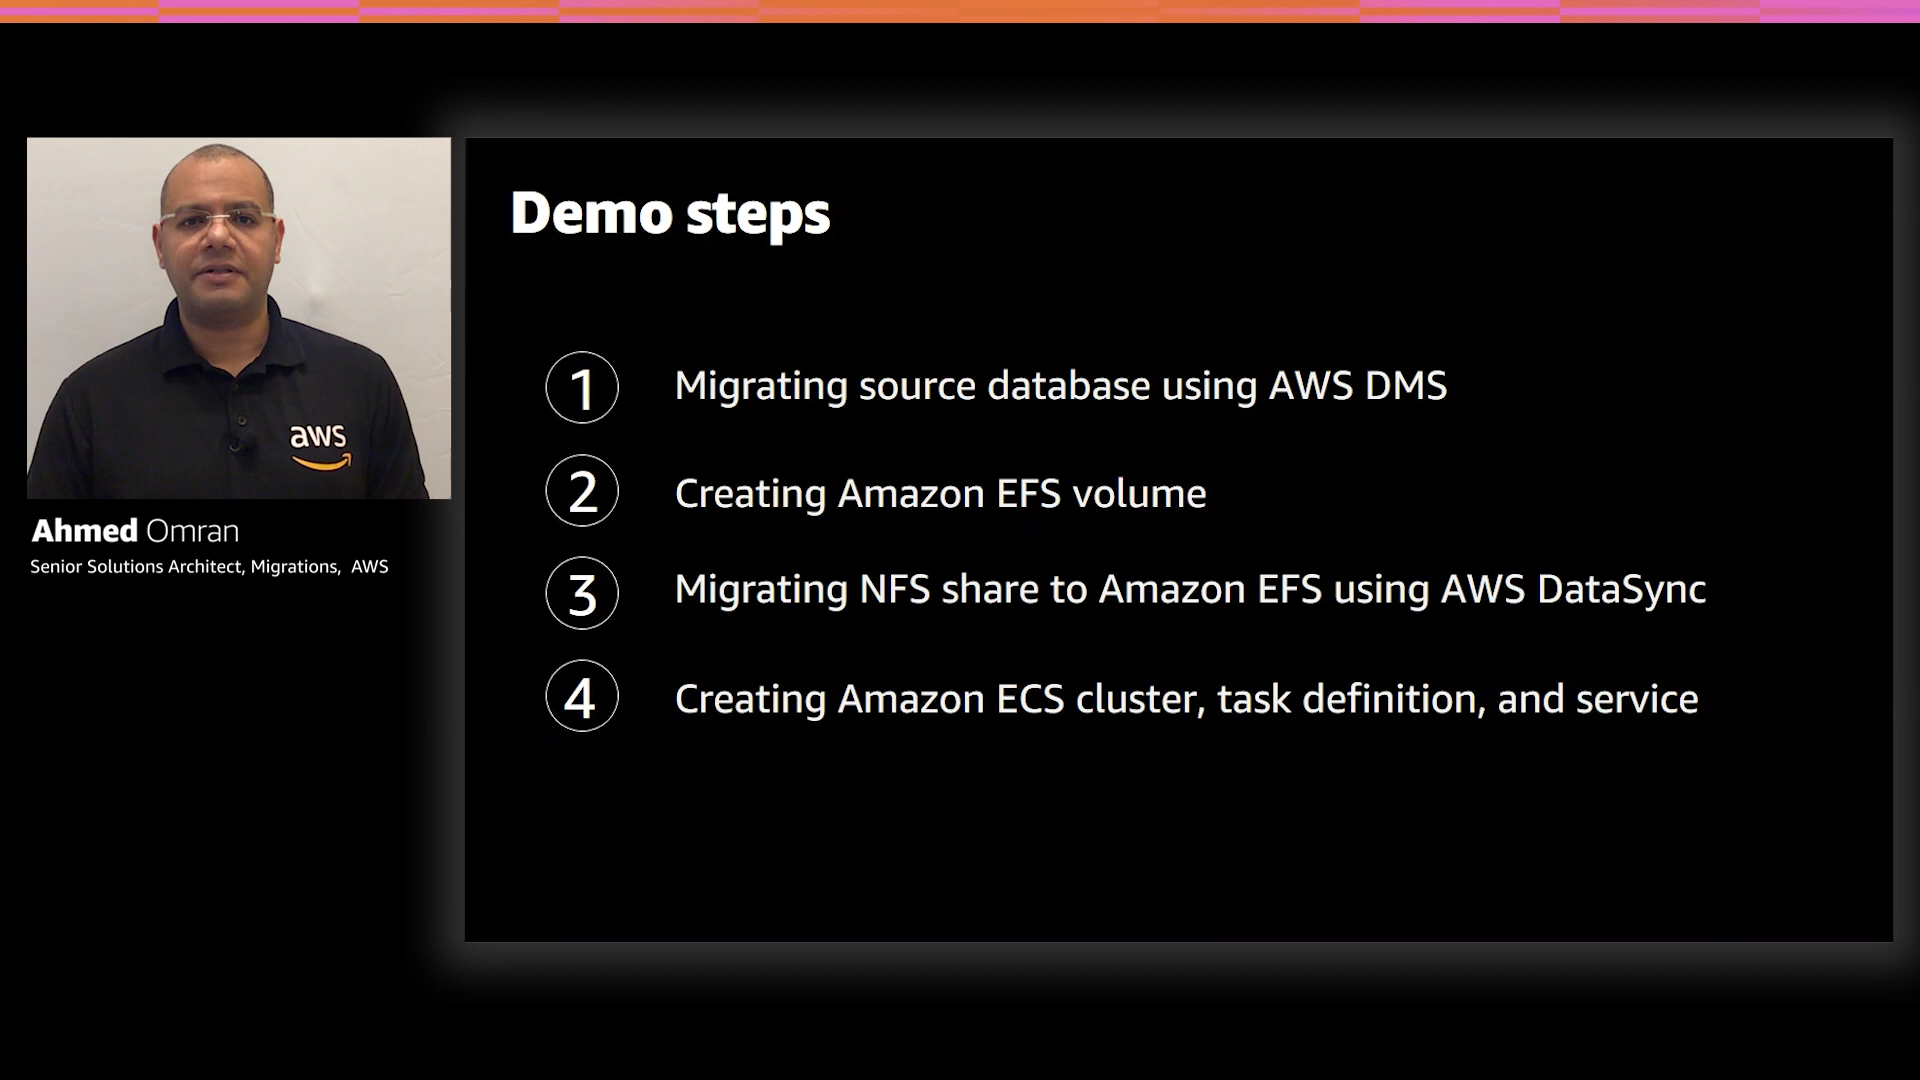 aws
Ahmed Omran
Senior Solutions Architect, Migrations, AWS
Demo steps
1 Migrating source database using AWS DMS
2 Creating Amazon EFS volume
3 Migrating NFS share to Amazon EFS using AWS DataSync
4 Creating Amazon ECS cluster, task definition, and service